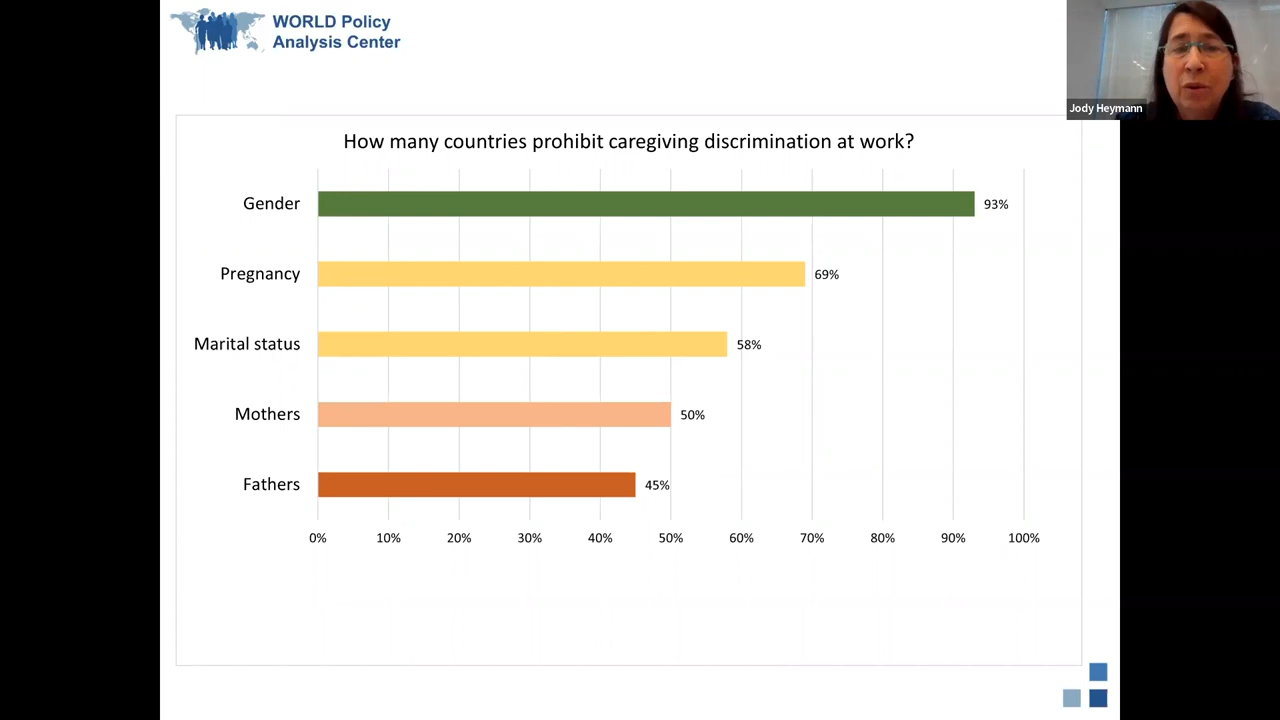 WORLD Policy
Analysis Center
Jody Heymann
How many countries prohibit caregiving discrimination at work?
Gender
93%
Pregnancy
69%
Marital status
58%
Mothers
50%
Fathers
45%
0% 10% 20% 30% 40% 50% 60% 70% 80% 90% 100%